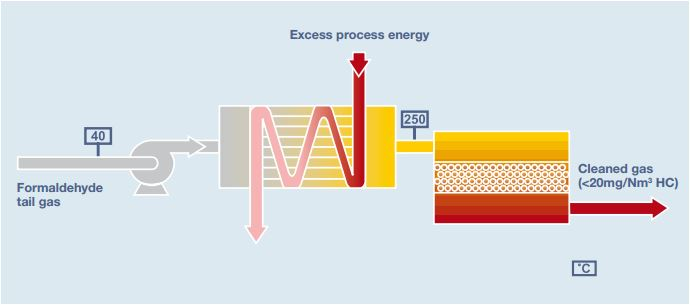 Excess process energy
40
250
Formaldehyde
tail gas
Cleaned gas
(<20mg/Nm³ HC)
°C